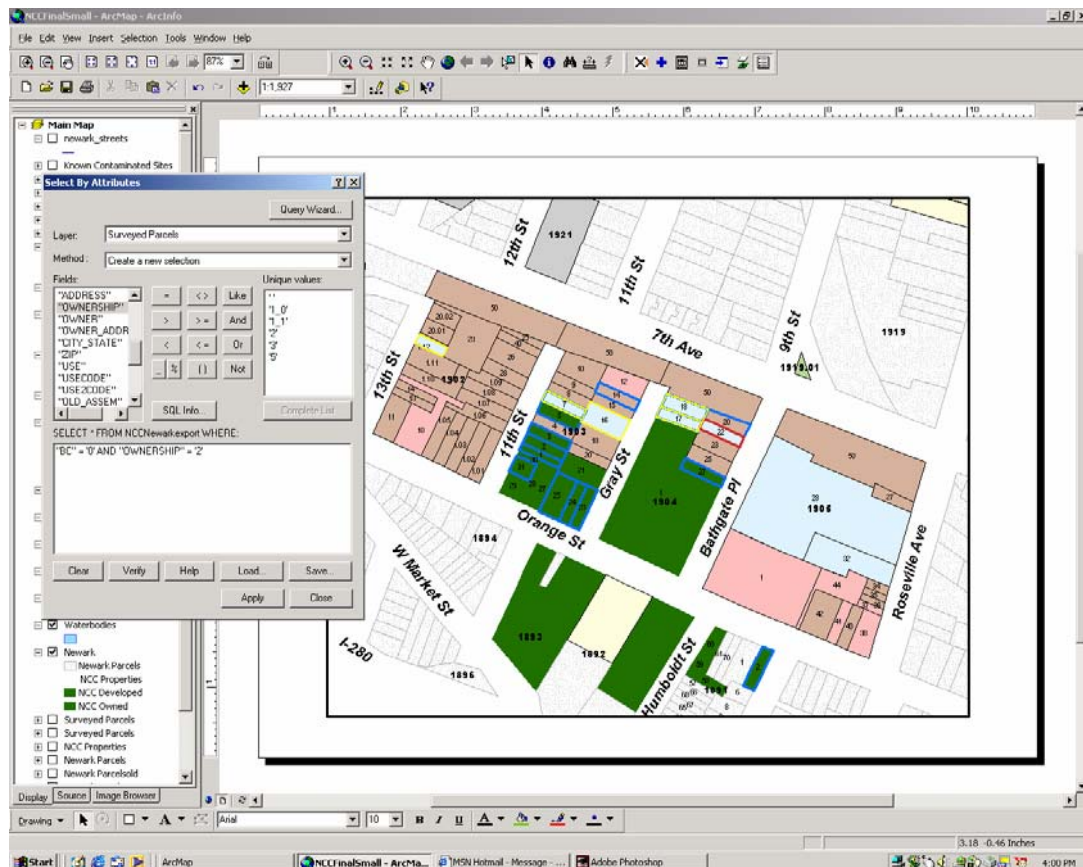 NCCFinalSmall - ArcMap - ArcInfo
File Edit View Insert Selection Tools Window Help
87%
1:1,927
Main Map
newark_streets
Known Contaminated Sites
Select By Attributes
Query Wizard...
Layer: Surveyed Parcels
Method: Create a new selection
Fields: Unique values:
"ADDRESS"
"OWNERSHIP"
"OWNER"
"OWNER_ADDR
"CITY_STATE"
"ZIP"
"USE"
"USECODE"
"USE2CODE"
"OLD_ASSEM"
= <> Like
> >= And
< <= Or
_ % () Not
''
'1_0'
'1_1'
'2'
'3'
'5'
SQL Info... Complete List
SELECT * FROM NCCNewarkexport WHERE:
"BC" = '0' AND "OWNERSHIP" = '2'
Clear Verify Help Load... Save...
Apply Close
Waterbodies
Newark
Newark Parcels
NCC Properties
NCC Developed
NCC Owned
Surveyed Parcels
Surveyed Parcels
NCC Properties
Newark Parcels
Newark Parcelsold
Display Source Image Browser
Drawing Arial 10 B I U A
3.18 -0.46 Inches
Start ArcMap NCCFinalSmall - ArcMa... MSN Hotmail - Message - ... Adobe Photoshop 4:00 PM
12th St
1921
11th St
7th Ave
9th St
1919
1919.01
13th St
1902
11th St
1903
Gray St
1904
Bathgate Pl
1906
Roseville Ave
Orange St
1894
W Market St
I-280
1896
1893
1892
Humboldt St
1891